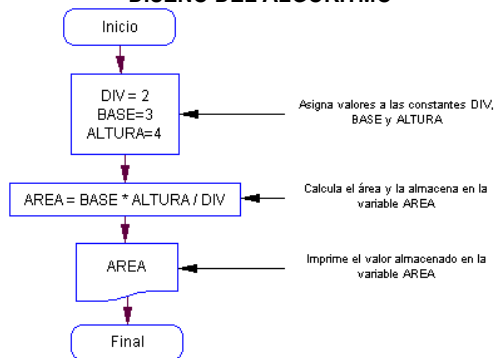 DISEÑO DEL ALGORITMO
Inicio
DIV = 2
BASE=3
ALTURA=4
Asigna valores a las constantes DIV,
BASE y ALTURA
AREA = BASE * ALTURA / DIV
Calcula el área y la almacena en la
variable AREA
AREA
Imprime el valor almacenado en la
variable AREA
Final